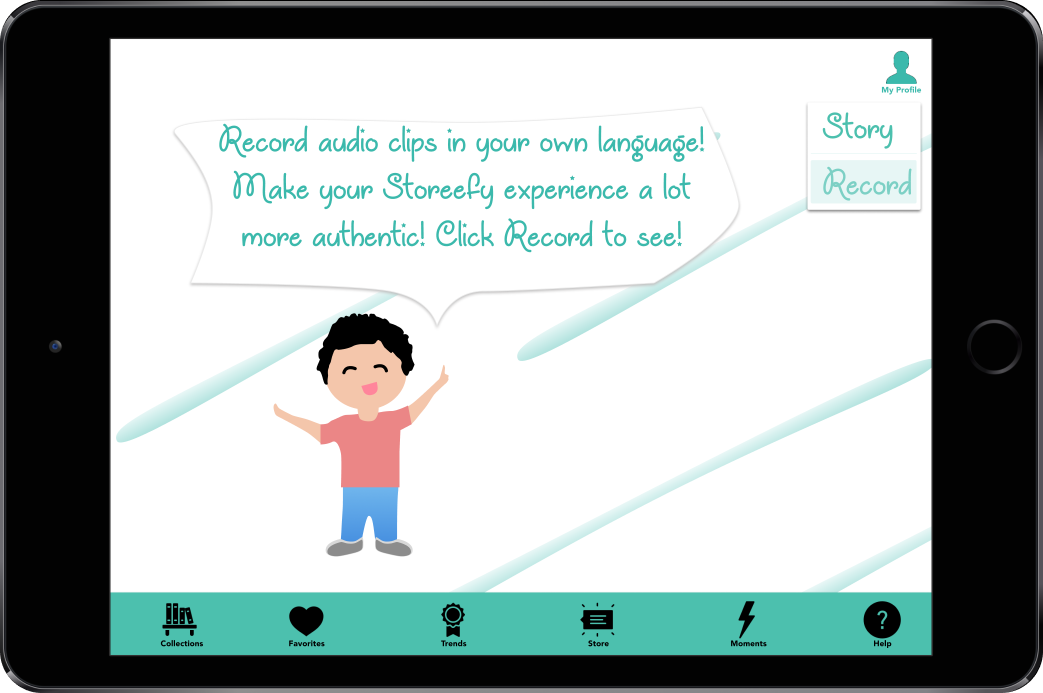 My Profile
Record audio clips in your own language!
Make your Storeefy experience a lot
more authentic! Click Record to see!
Story
Record
Collections
Favorites
Trends
Store
Moments
?
Help